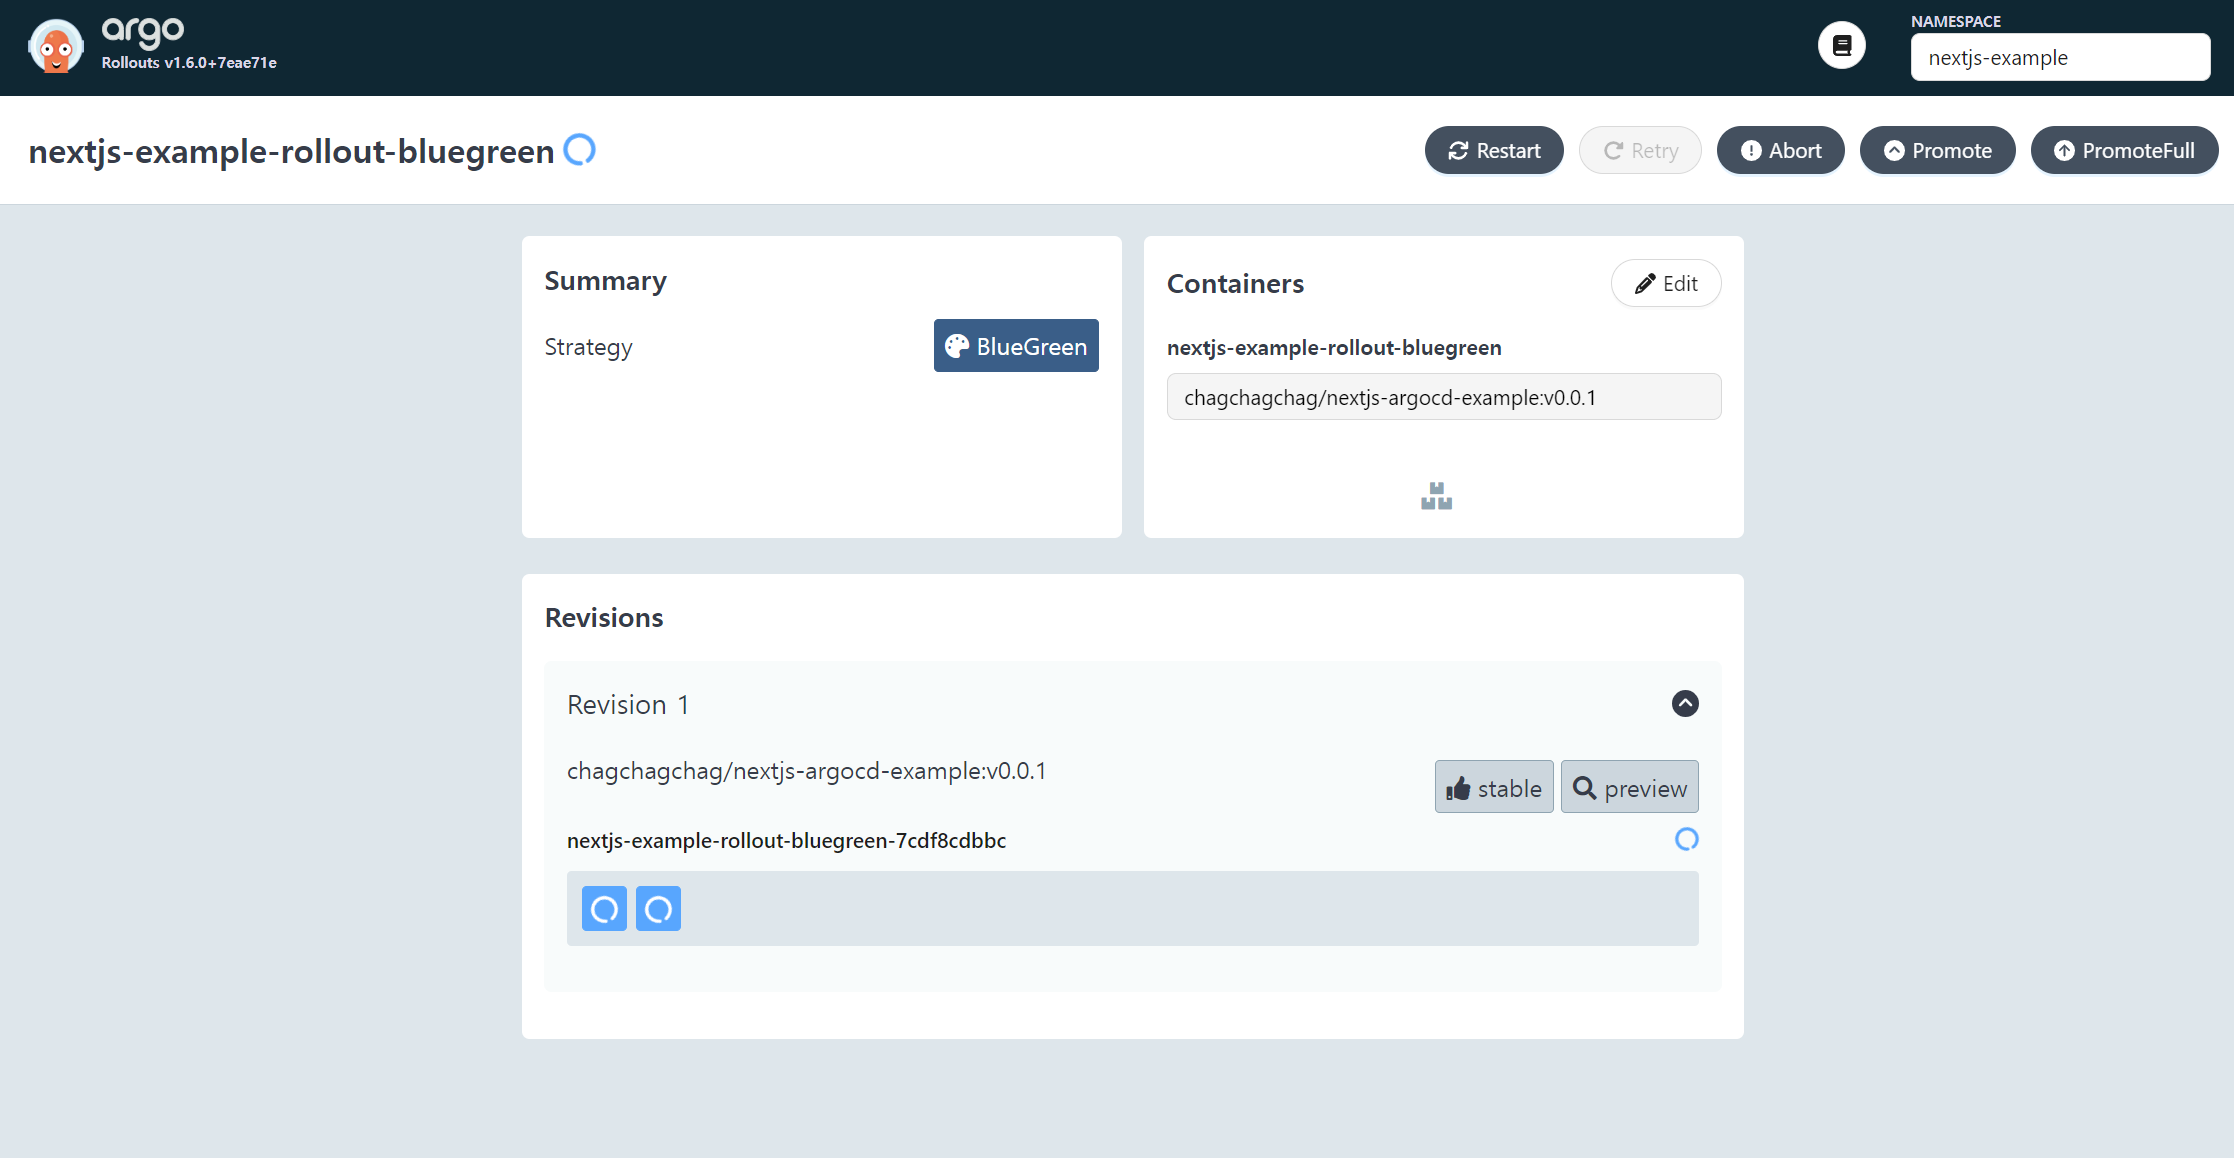 argo
Rollouts v1.6.0+7eae71e
NAMESPACE
nextjs-example
nextjs-example-rollout-bluegreen
Restart
Retry
Abort
Promote
PromoteFull
Summary
Strategy
BlueGreen
Containers
Edit
nextjs-example-rollout-bluegreen
chagchagchag/nextjs-argocd-example:v0.0.1
Revisions
Revision 1
chagchagchag/nextjs-argocd-example:v0.0.1
stable
preview
nextjs-example-rollout-bluegreen-7cdf8cdbbc